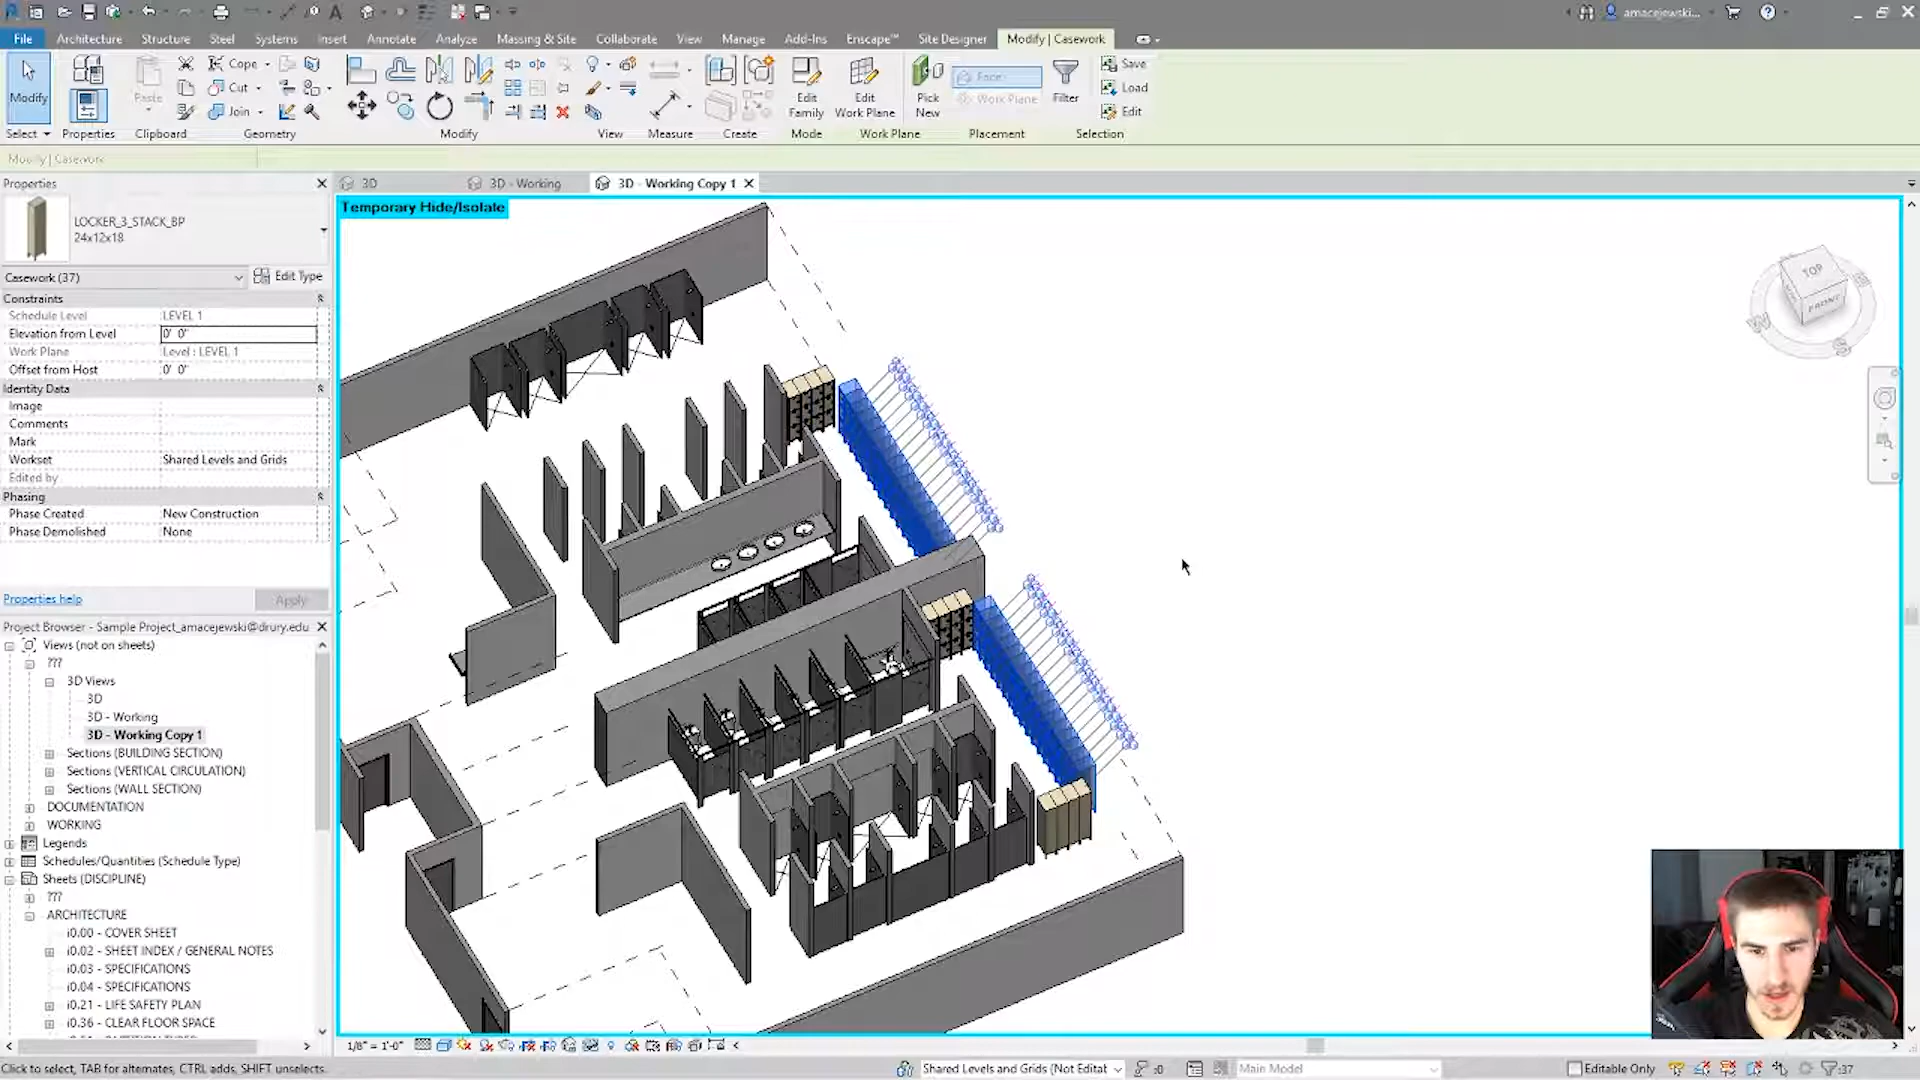 amacejewski...
File Architecture Structure Steel Systems Insert Annotate Analyze Massing & Site Collaborate View Manage Add-Ins Enscape™ Site Designer Modify | Casework
Modify Paste Cope Cut Join Edit Family Edit Work Plane Pick New Face Work Plane Filter Save Load Edit
Select Properties Clipboard Geometry Modify View Measure Create Mode Work Plane Placement Selection
Modify | Casework
Properties
3D 3D - Working 3D - Working Copy 1
Temporary Hide/Isolate
LOCKER_3_STACK_BP
24x12x18
Casework (37) Edit Type
Constraints
Schedule Level LEVEL 1
Elevation from Level 0' 0"
Work Plane Level : LEVEL 1
Offset from Host 0' 0"
Identity Data
Image
Comments
Mark
Workset Shared Levels and Grids
Edited by
Phasing
Phase Created New Construction
Phase Demolished None
Properties help Apply
Project Browser - Sample Project_amacejewski@drury.edu
Views (not on sheets)
???
3D Views
3D
3D - Working
3D - Working Copy 1
Sections (BUILDING SECTION)
Sections (VERTICAL CIRCULATION)
Sections (WALL SECTION)
DOCUMENTATION
WORKING
Legends
Schedules/Quantities (Schedule Type)
Sheets (DISCIPLINE)
???
ARCHITECTURE
i0.00 - COVER SHEET
i0.02 - SHEET INDEX / GENERAL NOTES
i0.03 - SPECIFICATIONS
i0.04 - SPECIFICATIONS
i0.21 - LIFE SAFETY PLAN
i0.36 - CLEAR FLOOR SPACE
TOP
FRONT
W
S
1/8" = 1'-0"
Click to select, TAB for alternates, CTRL adds, SHIFT unselects.
Shared Levels and Grids (Not Editat
:0
Main Model
Editable Only
:37